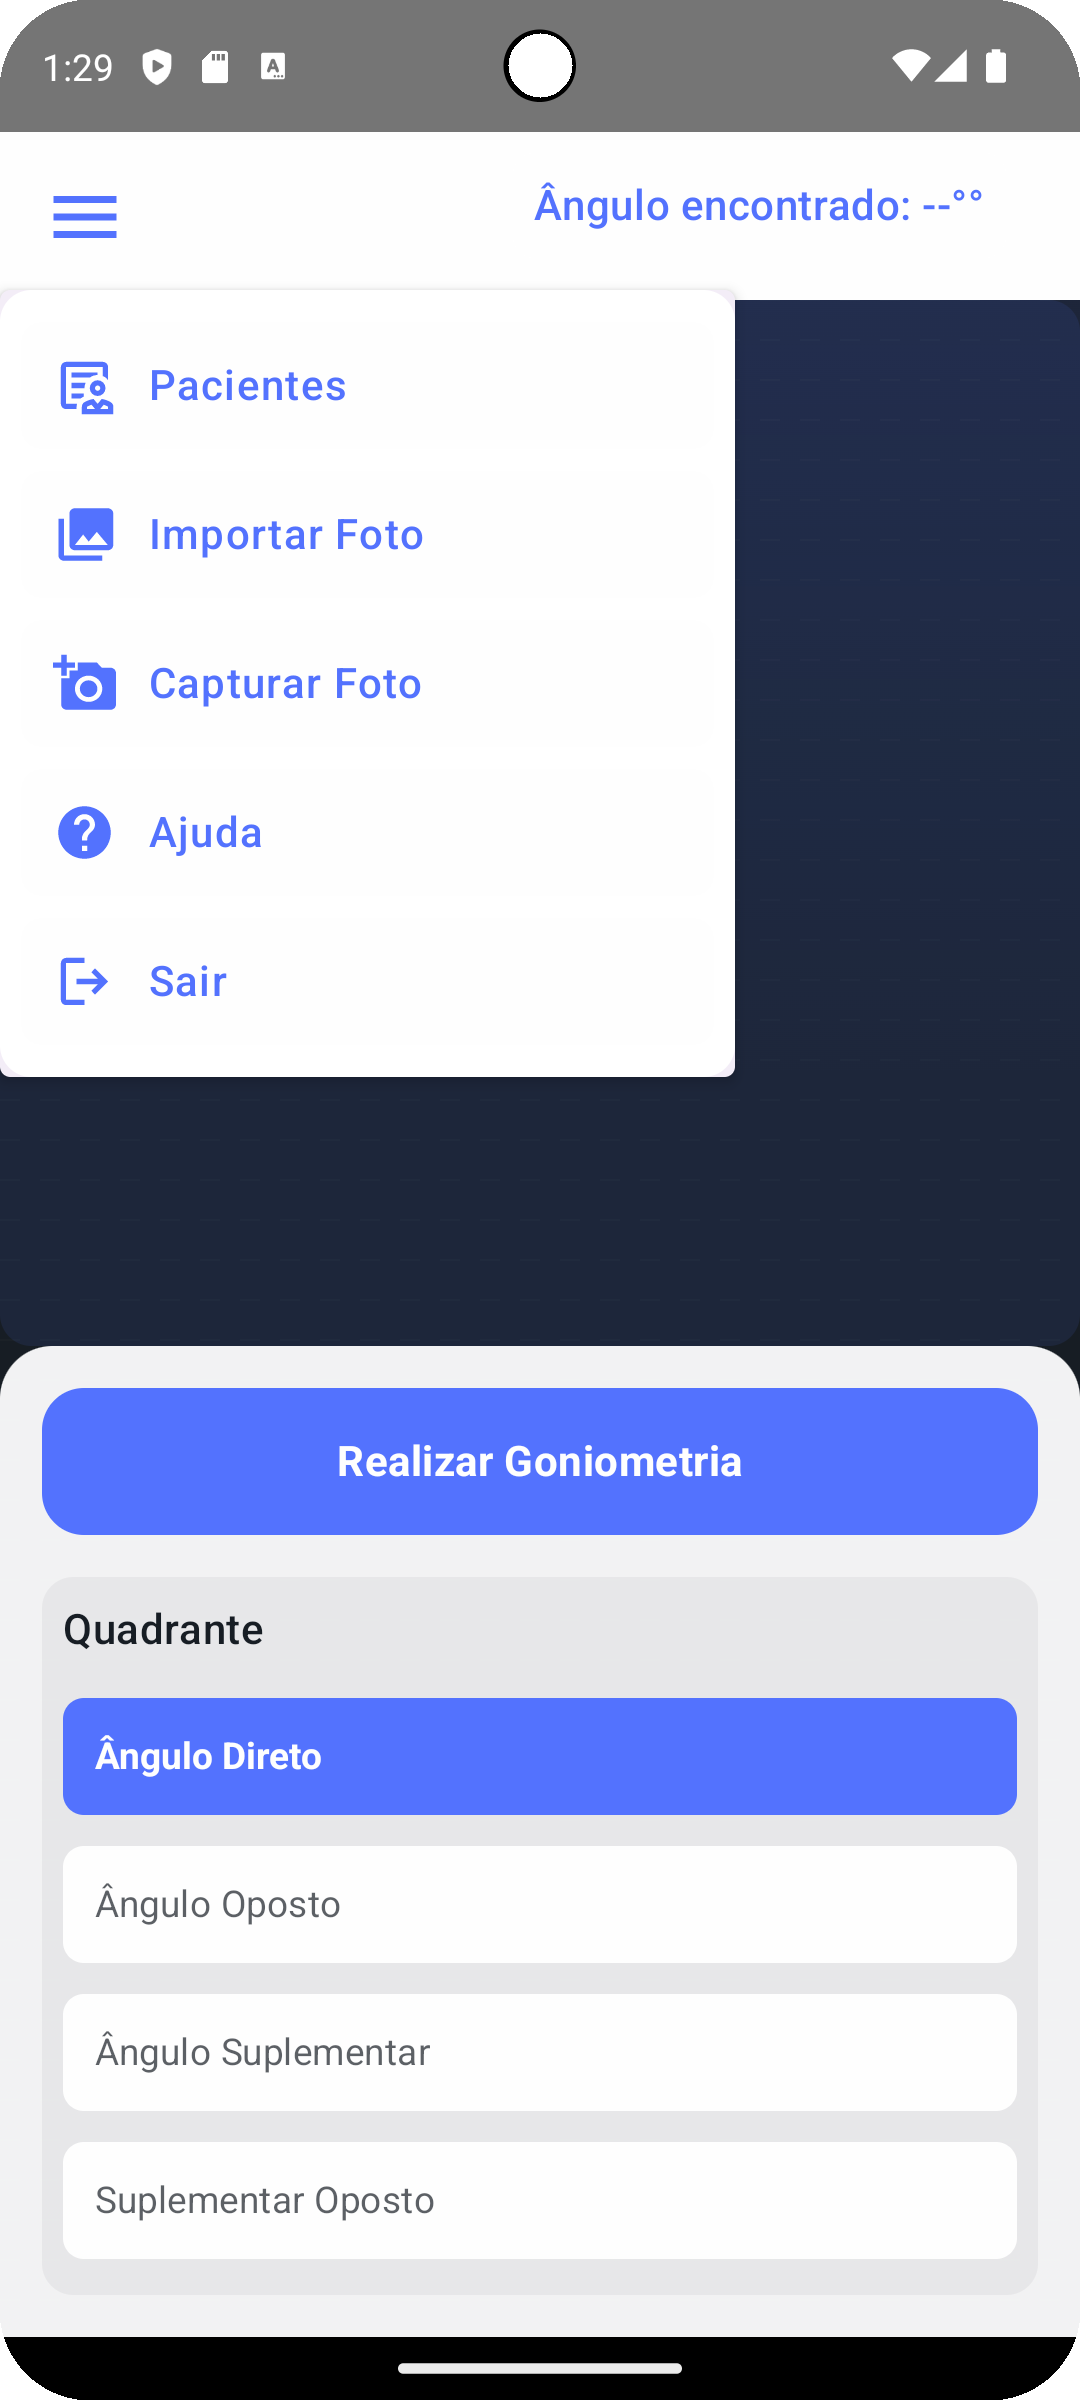 1:29
Ângulo encontrado: --°°
Pacientes
Importar Foto
Capturar Foto
Ajuda
Sair
Realizar Goniometria
Quadrante
Ângulo Direto
Ângulo Oposto
Ângulo Suplementar
Suplementar Oposto